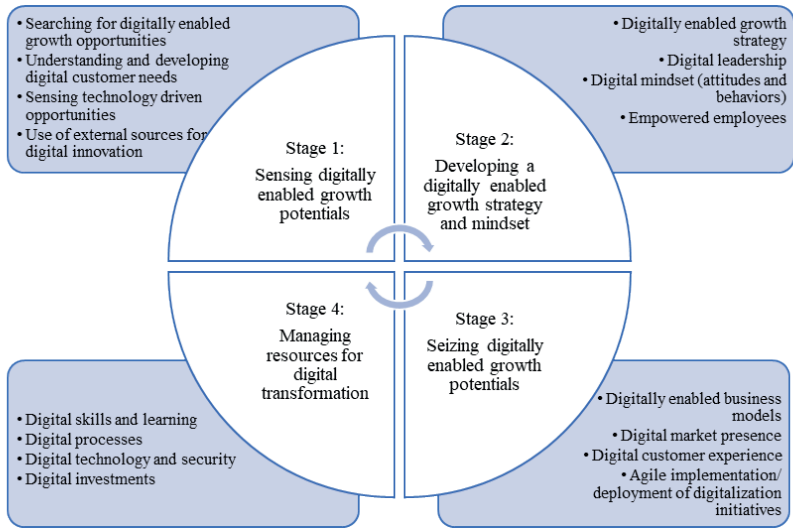 • Searching for digitally enabled
growth opportunities
• Understanding and developing
digital customer needs
• Sensing technology driven
opportunities
• Use of external sources for
digital innovation
Stage 1:
Sensing digitally
enabled growth
potentials
• Digitally enabled growth
strategy
• Digital leadership
• Digital mindset (attitudes and
behaviors)
• Empowered employees
Stage 2:
Developing a
digitally enabled
growth strategy
and mindset
Stage 4:
Managing
resources for
digital
transformation
• Digital skills and learning
• Digital processes
• Digital technology and security
• Digital investments
Stage 3:
Seizing digitally
enabled growth
potentials
• Digitally enabled business
models
• Digital market presence
• Digital customer experience
• Agile implementation/
deployment of digitalization
initiatives